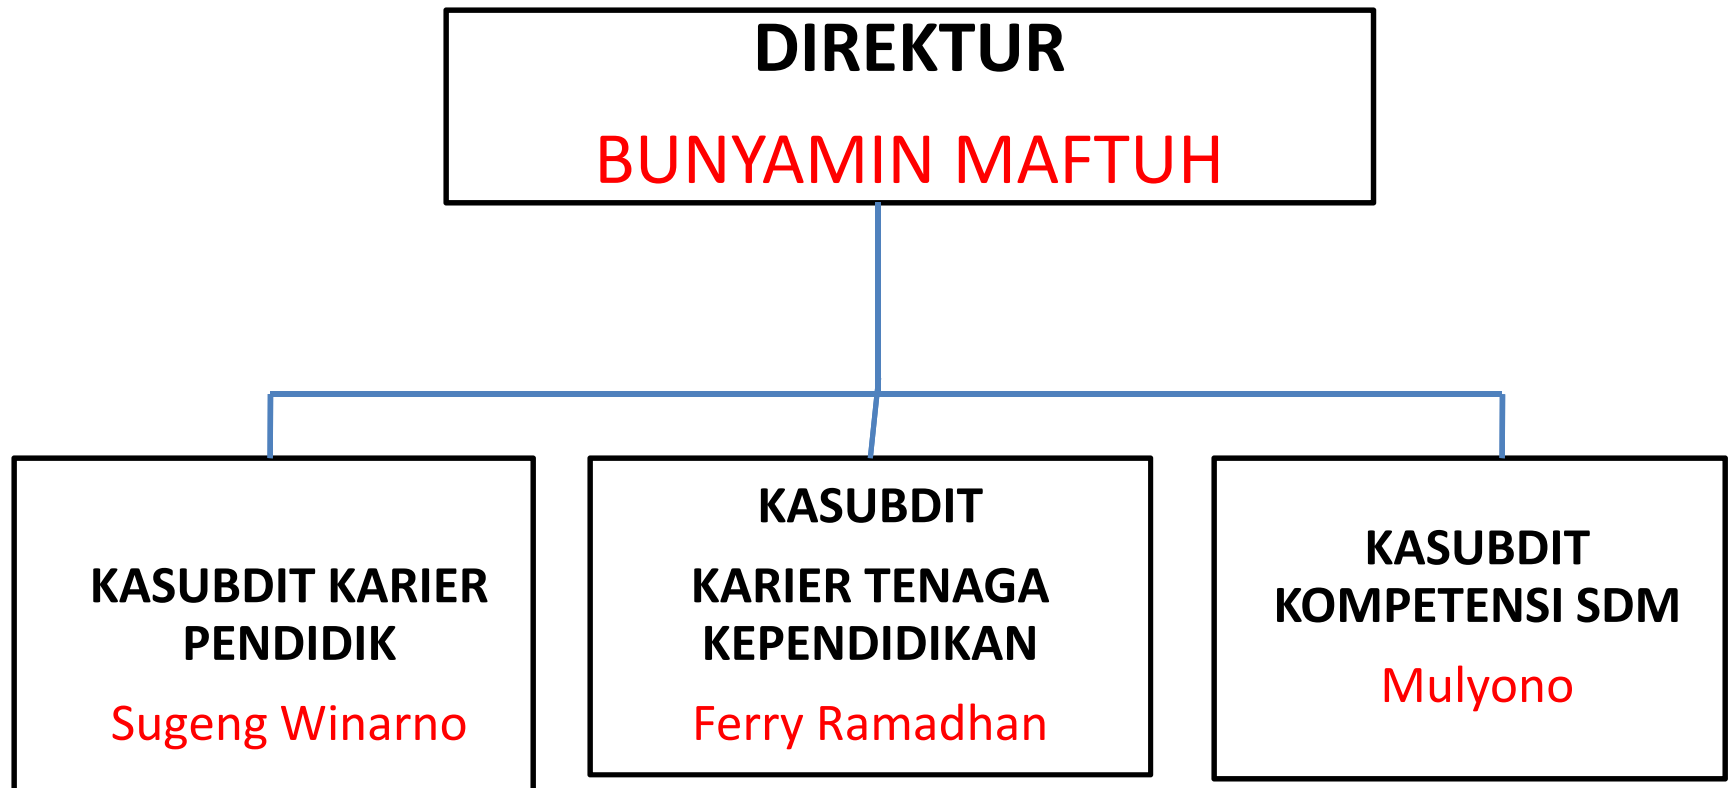 DIREKTUR
BUNYAMIN MAFTUH
KASUBDIT KARIER
PENDIDIK
Sugeng Winarno
KASUBDIT
KARIER TENAGA
KEPENDIDIKAN
Ferry Ramadhan
KASUBDIT
KOMPETENSI SDM
Mulyono